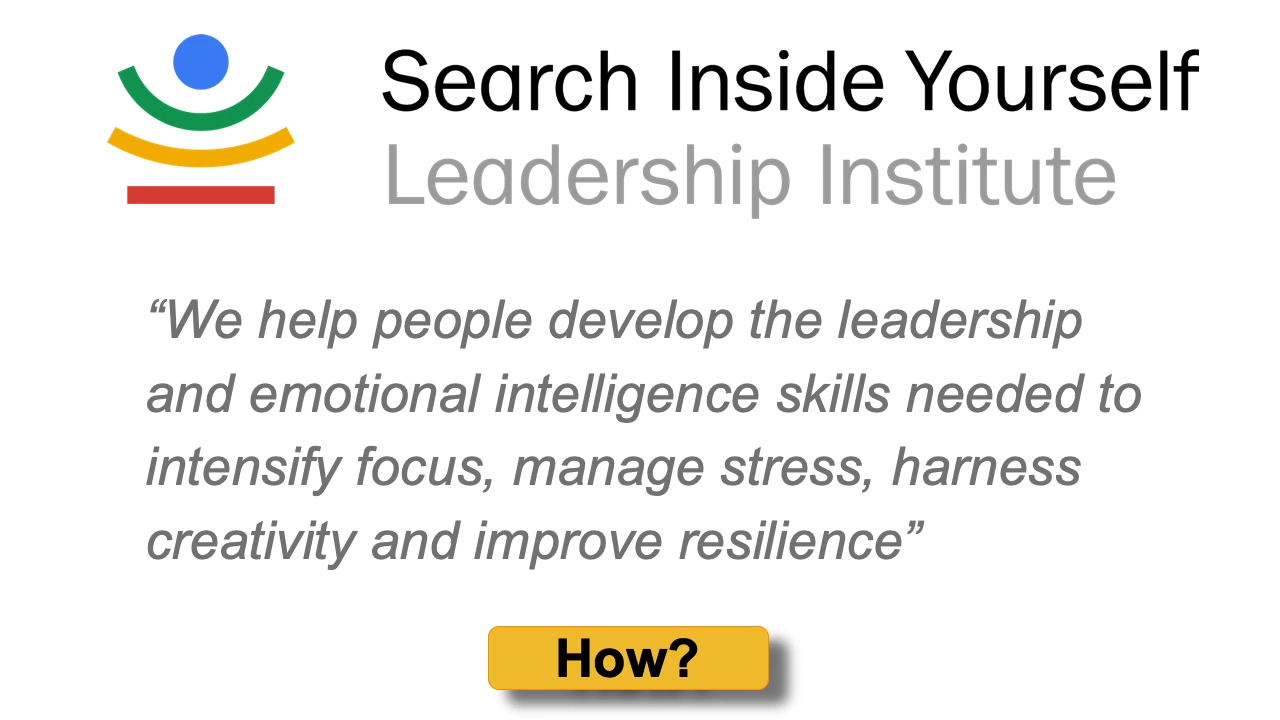 Search Inside Yourself
Leadership Institute
“We help people develop the leadership
and emotional intelligence skills needed to
intensify focus, manage stress, harness
creativity and improve resilience”
How?